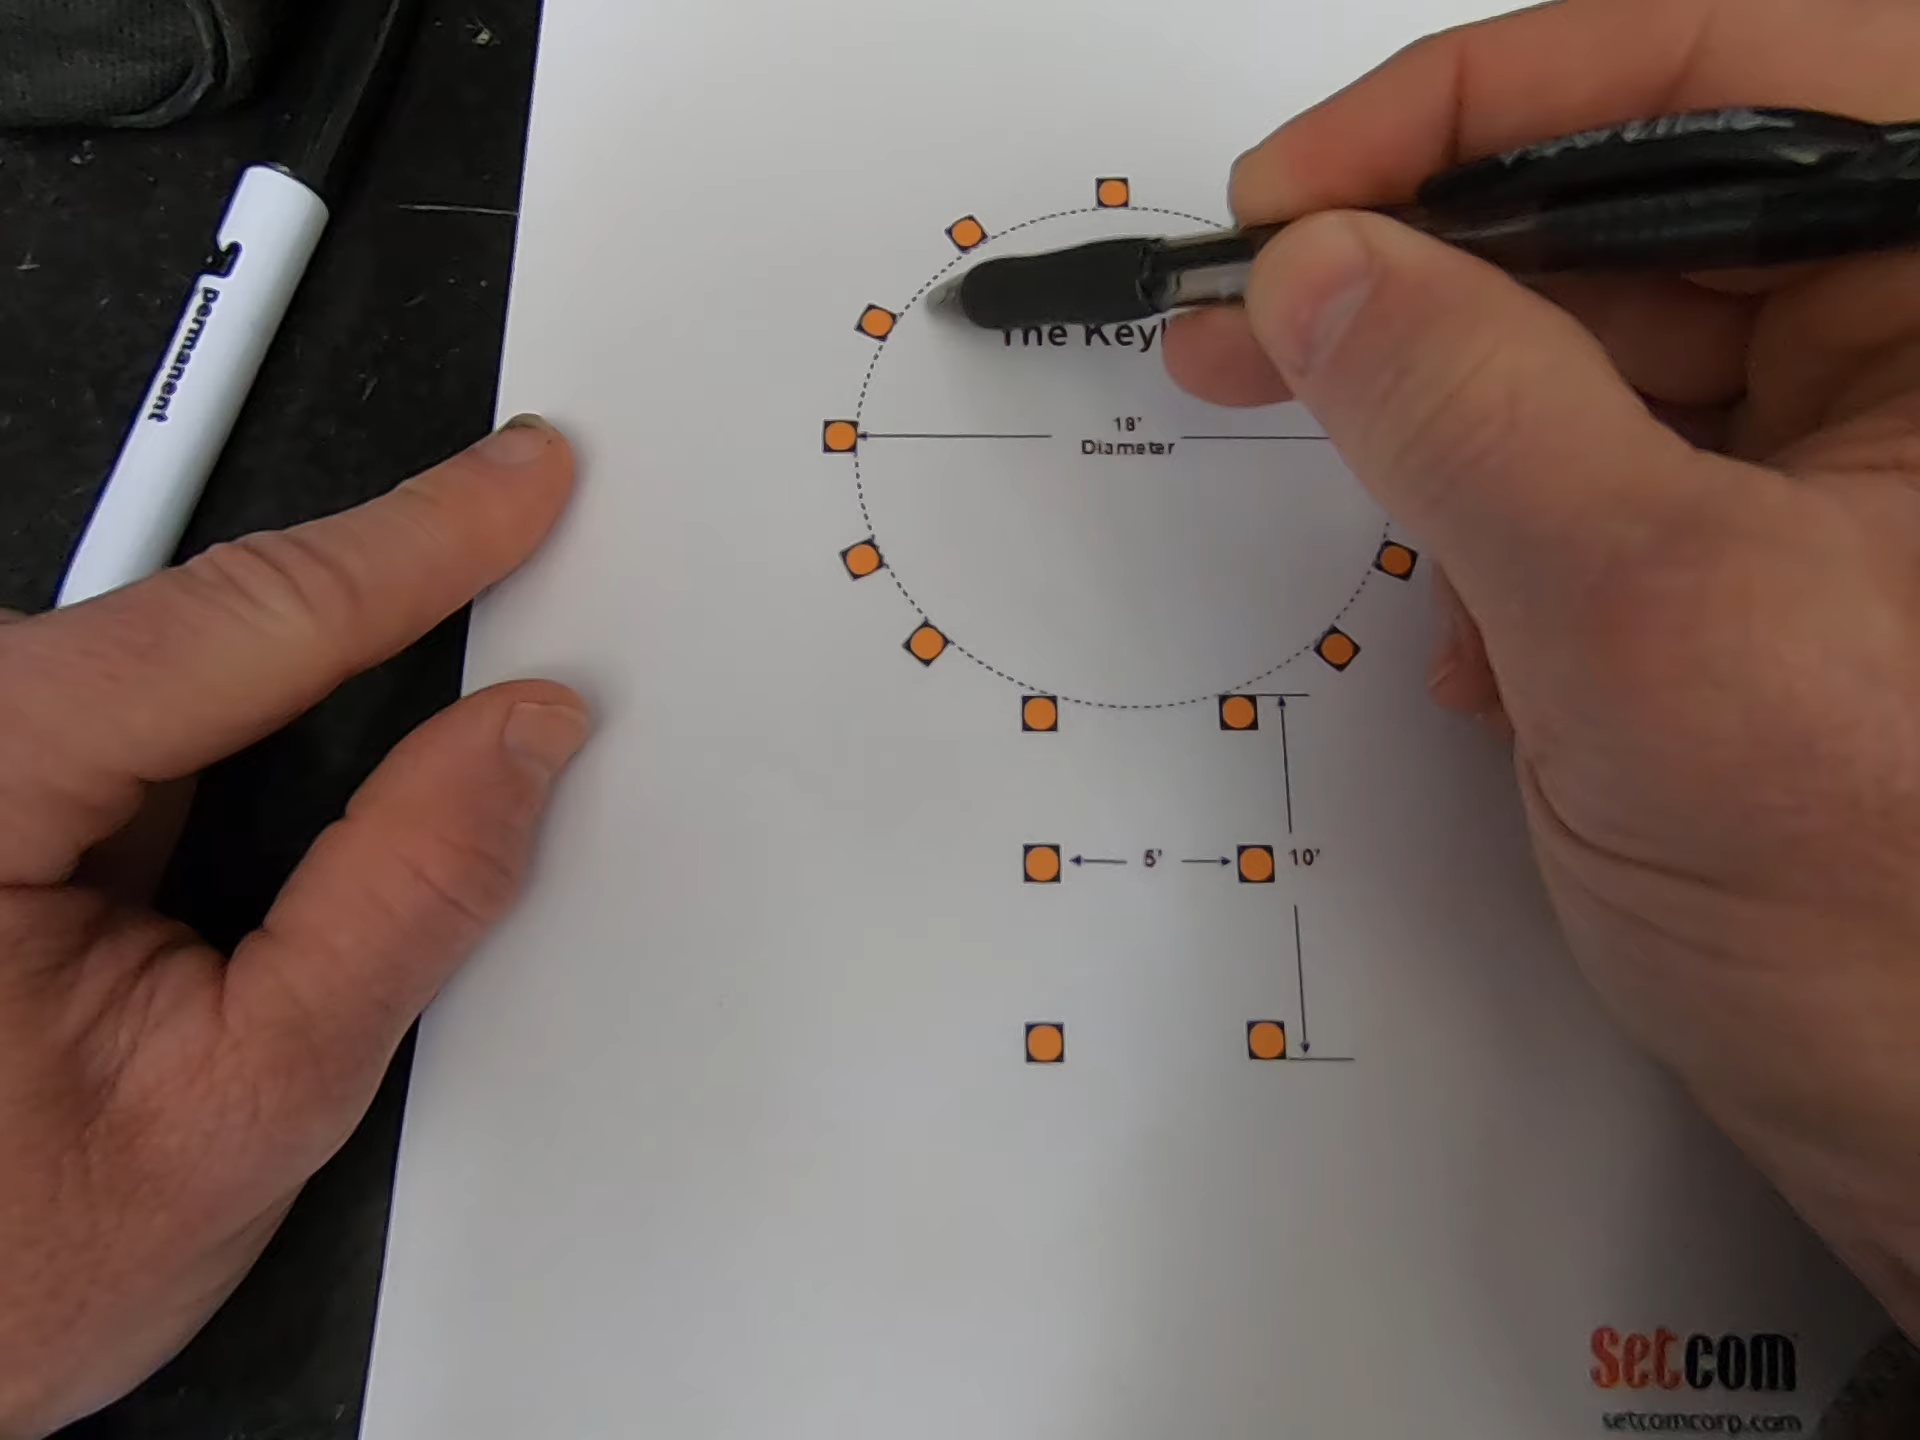 The Key
18'
Diameter
5'
10'
setcom
setcomcorp.com
permanent